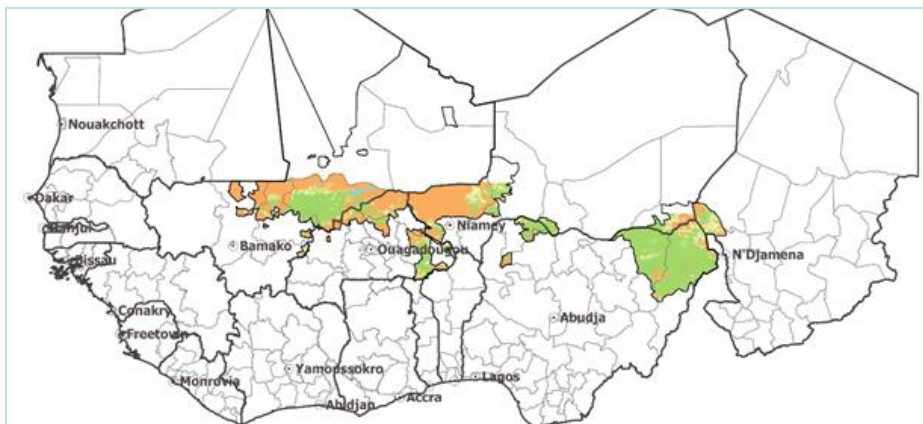 Nouakchott
Dakar
Banjul
Bissau
Bamako
Niamey
Ouagadougou
N'Djamena
Conakry
Freetown
Abudja
Monrovia
Yamoussokro
Lagos
Accra
Abidjan